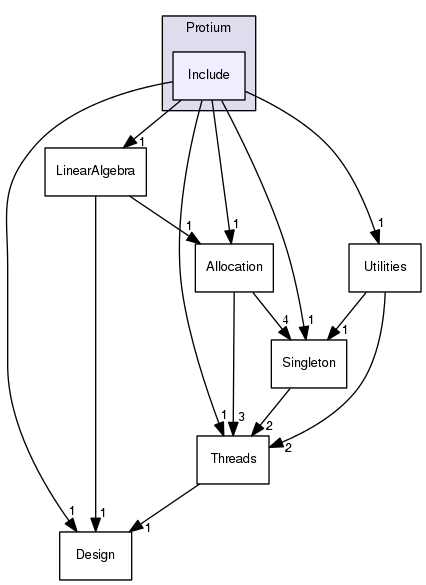 Protium
Include
1
LinearAlgebra
1
1
1
Allocation
Utilities
4
1
1
Singleton
1
3
2
2
Threads
1
1
1
Design